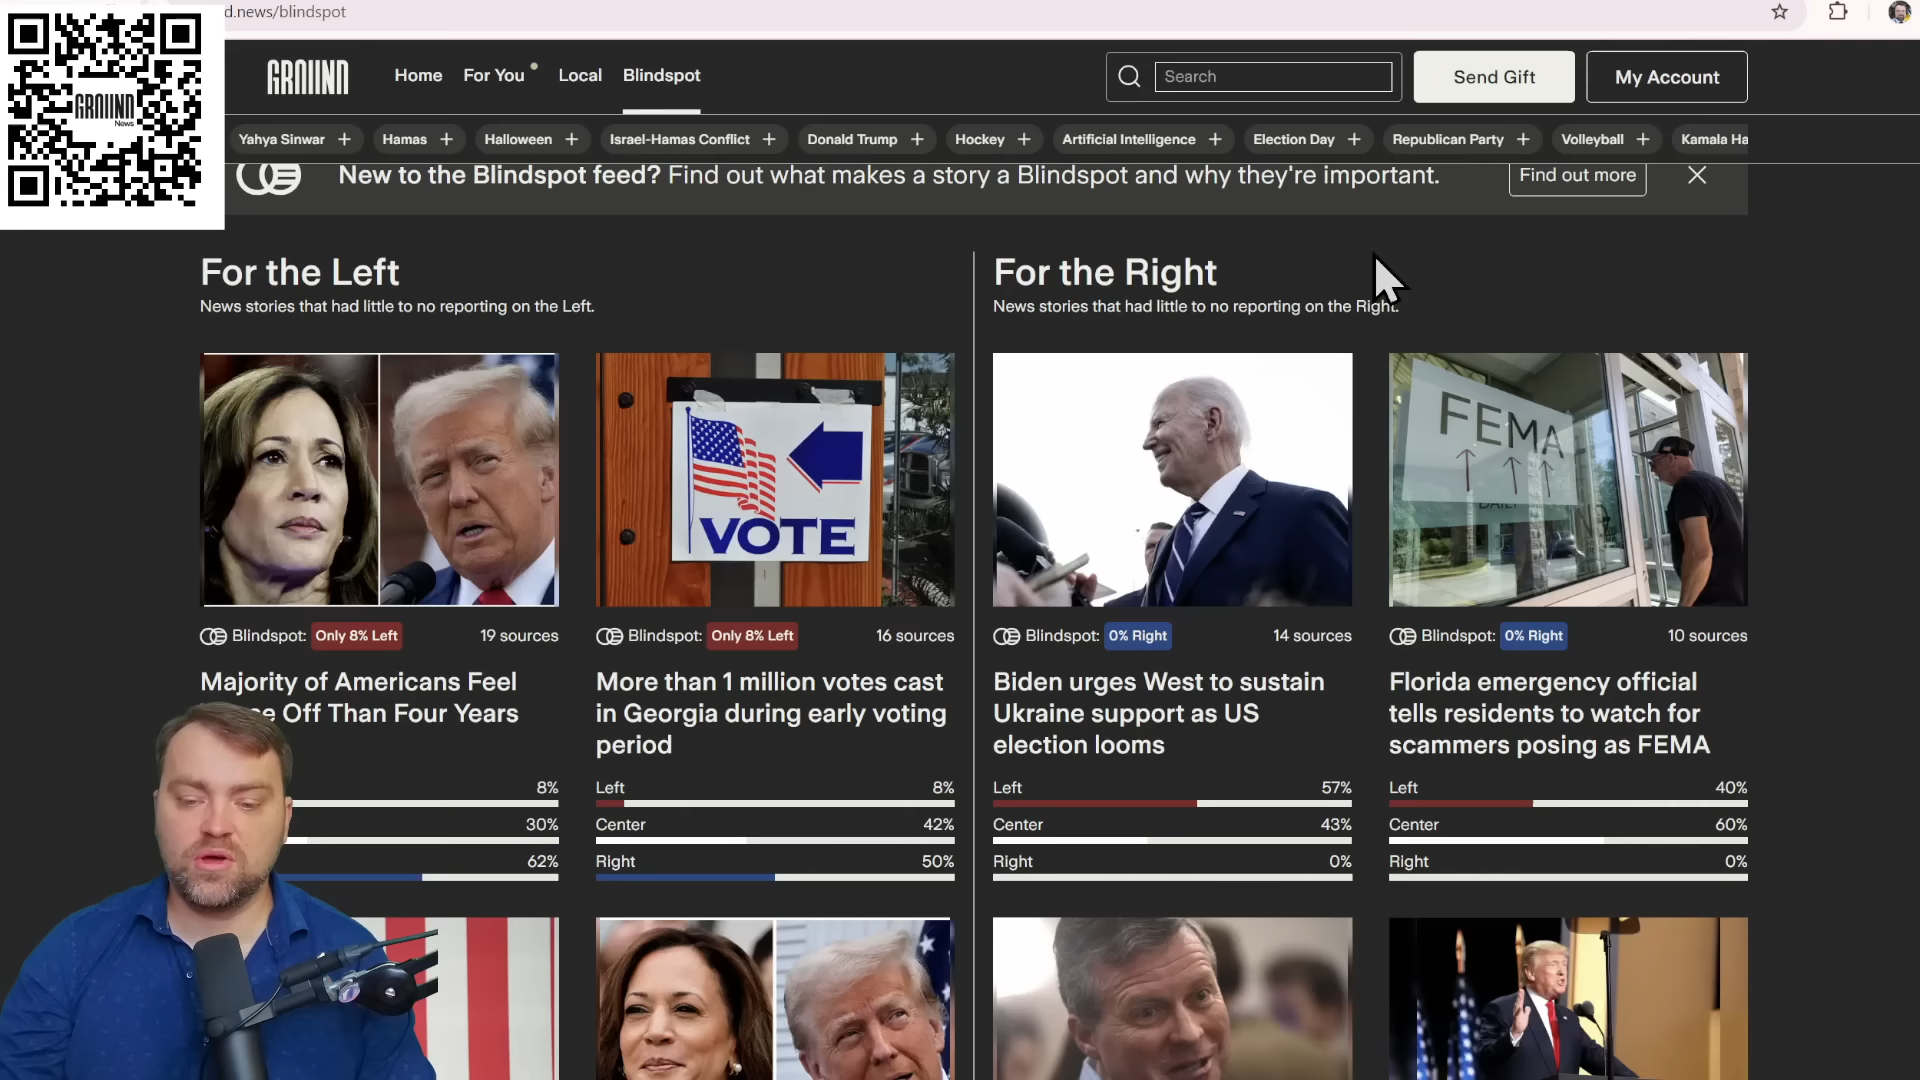 d.news/blindspot
GROUND
News
GROUND
Home
For You
Local
Blindspot
Search
Send Gift
My Account
Yahya Sinwar +
Hamas +
Halloween +
Israel-Hamas Conflict +
Donald Trump +
Hockey +
Artificial Intelligence +
Election Day +
Republican Party +
Volleyball +
Kamala Ha
New to the Blindspot feed? Find out what makes a story a Blindspot and why they're important.
Find out more
For the Left
News stories that had little to no reporting on the Left.
For the Right
News stories that had little to no reporting on the Right.
VOTE
FEMA
Blindspot: Only 8% Left
19 sources
Majority of Americans Feel
Off Than Four Years
8%
30%
62%
Blindspot: Only 8% Left
16 sources
More than 1 million votes cast
in Georgia during early voting
period
Left 8%
Center 42%
Right 50%
Blindspot: 0% Right
14 sources
Biden urges West to sustain
Ukraine support as US
election looms
Left 57%
Center 43%
Right 0%
Blindspot: 0% Right
10 sources
Florida emergency official
tells residents to watch for
scammers posing as FEMA
Left 40%
Center 60%
Right 0%